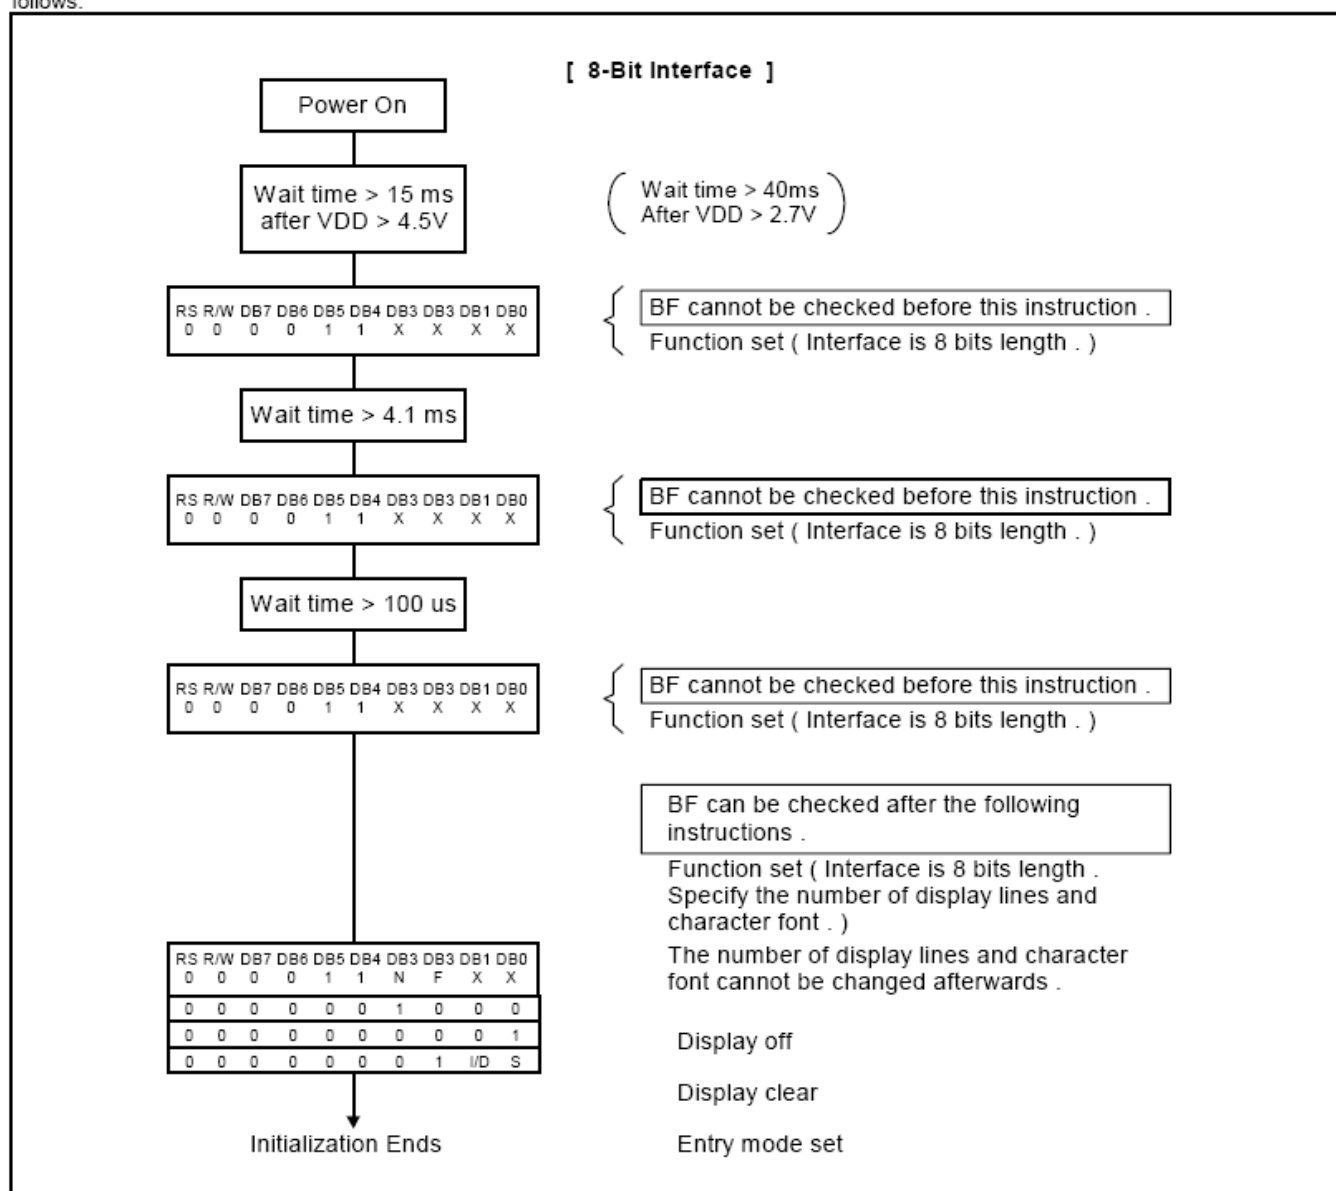 follows:
[ 8-Bit Interface ]
Power On
Wait time > 15 ms
after VDD > 4.5V
Wait time > 40ms
After VDD > 2.7V
RS R/W DB7 DB6 DB5 DB4 DB3 DB3 DB1 DB0
0 0 0 0 1 1 X X X X
BF cannot be checked before this instruction .
Function set ( Interface is 8 bits length . )
Wait time > 4.1 ms
RS R/W DB7 DB6 DB5 DB4 DB3 DB3 DB1 DB0
0 0 0 0 1 1 X X X X
BF cannot be checked before this instruction .
Function set ( Interface is 8 bits length . )
Wait time > 100 us
RS R/W DB7 DB6 DB5 DB4 DB3 DB3 DB1 DB0
0 0 0 0 1 1 X X X X
BF cannot be checked before this instruction .
Function set ( Interface is 8 bits length . )
BF can be checked after the following
instructions .
Function set ( Interface is 8 bits length .
Specify the number of display lines and
character font . )
The number of display lines and character
font cannot be changed afterwards .
RS R/W DB7 DB6 DB5 DB4 DB3 DB3 DB1 DB0
0 0 0 0 1 1 N F X X
0 0 0 0 0 0 1 0 0 0
0 0 0 0 0 0 0 0 0 1
0 0 0 0 0 0 0 1 I/D S
Display off
Display clear
Entry mode set
Initialization Ends